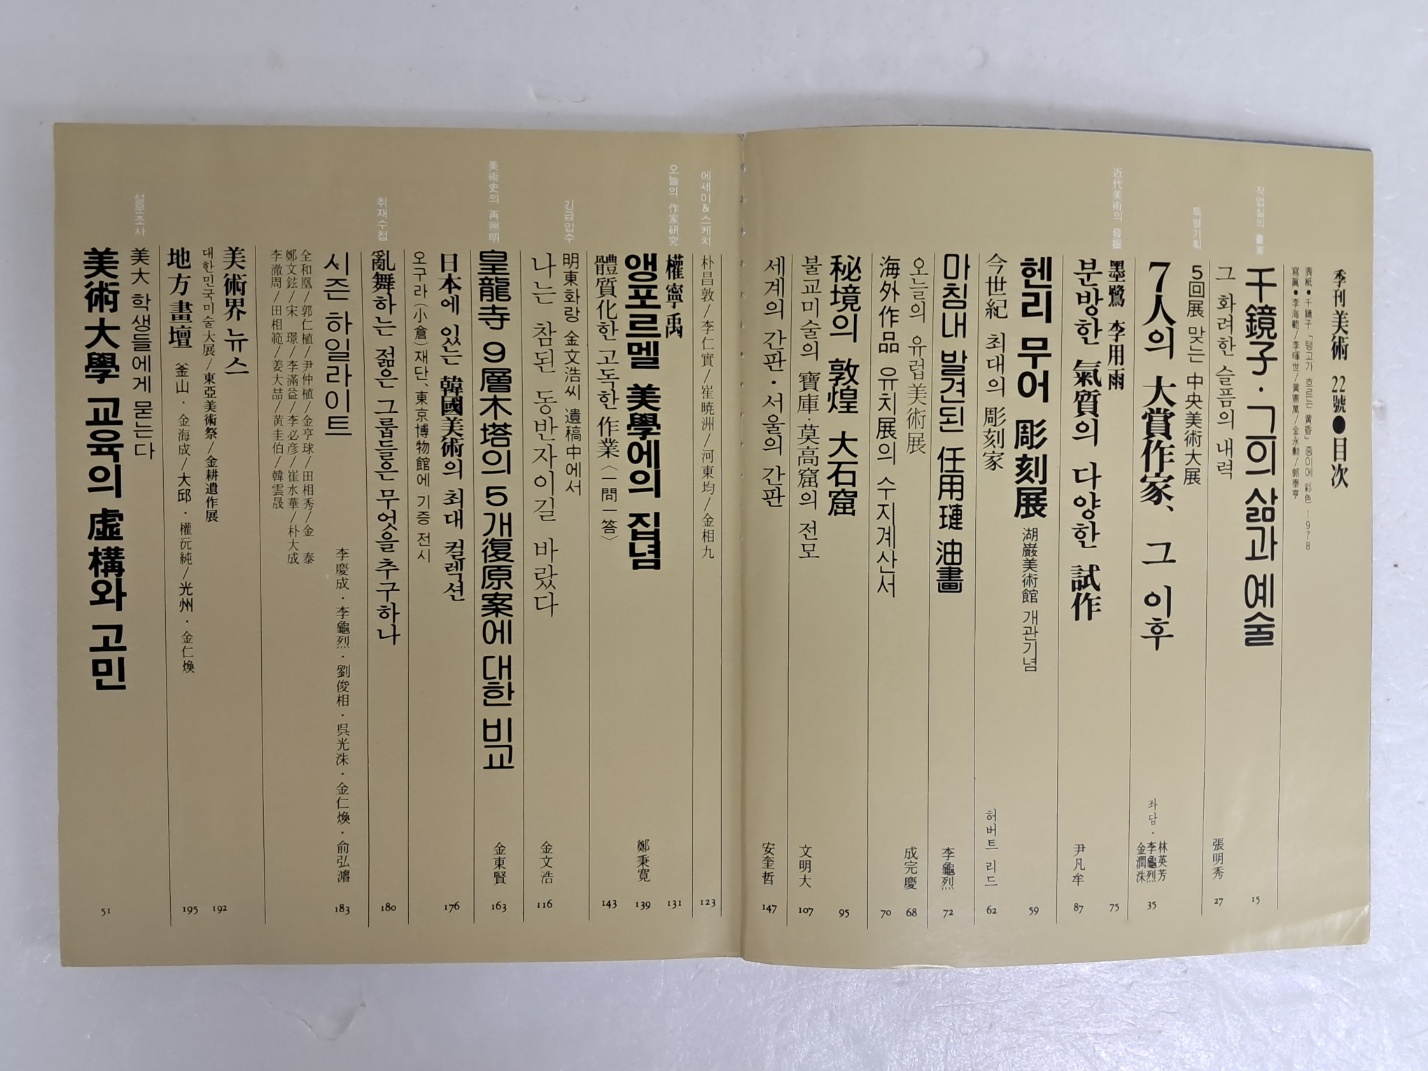 季刊美術 22號●目次
表紙●千鏡子「탱고가 흐르는 黃昏」종이에 彩色 1978
작업실의 畫家
千鏡子·그의 삶과 예술
15
그 화려한 슬픔의 내력
張明秀
27
특별기획
5回展 맞는 中央美術大展
7人의 大賞作家、그 이후
좌담·
林英芳
李龜烈
金潤洙
35
近代美術의
墨鷺 李用雨
75
분방한 氣質의 다양한 試作
尹凡牟
87
헨리 무어 彫刻展
湖巖美術館 개관기념
59
今世紀 최대의 彫刻家
허버트 리드
62
마침내 발견된 任用璉 油畫
李龜烈
72
오늘의 유럽美術展
成完慶
68
海外作品 유치展의 수지계산서
70
秘境의 敦煌 大石窟
95
불교미술의 寶庫 莫高窟의 전모
文明大
107
세계의 간판·서울의 간판
安奎哲
147
에세이&스케치
朴昌敦/李仁實/崔曉洲/河東均/金相九
123
오늘의 作家硏究
權寧禹
131
앵포르멜 美學에의 집념
鄭秉寬
139
體質化한 고독한 作業〈一問一答〉
143
긴급입수
明東화랑 金文浩씨 遺稿中에서
나는 참된 동반자이길 바랐다
金文浩
116
美術史의 再照明
皇龍寺 9層木塔의 5개復原案에 대한 비교
金東賢
163
日本에 있는 韓國美術의 최대 컬렉션
176
오구라(小倉)재단、東京博物館에 기증 전시
취재수첩
亂舞하는 젊은 그룹들은 무엇을 추구하나
180
시즌 하일라이트
李慶成·李龜烈·劉俊相·吳光洙·金仁煥·俞弘濬
183
全和凰/郭仁植/尹仲植/金亨球/田相秀/金 泰
鄭文鉉/宋 璟/李滿益/李必彦/崔水華/朴大成
李澈周/田相範/姜大喆/黃圭伯/韓雲晟
美術界 뉴스
192
대한민국미술大展/東亞美術祭/金耕遺作展
地方畫壇
釜山·金海成/大邱·權沅純/光州·金仁煥
195
설문조사
美大 학생들에게 묻는다
美術大學 교육의 虛構와 고민
51